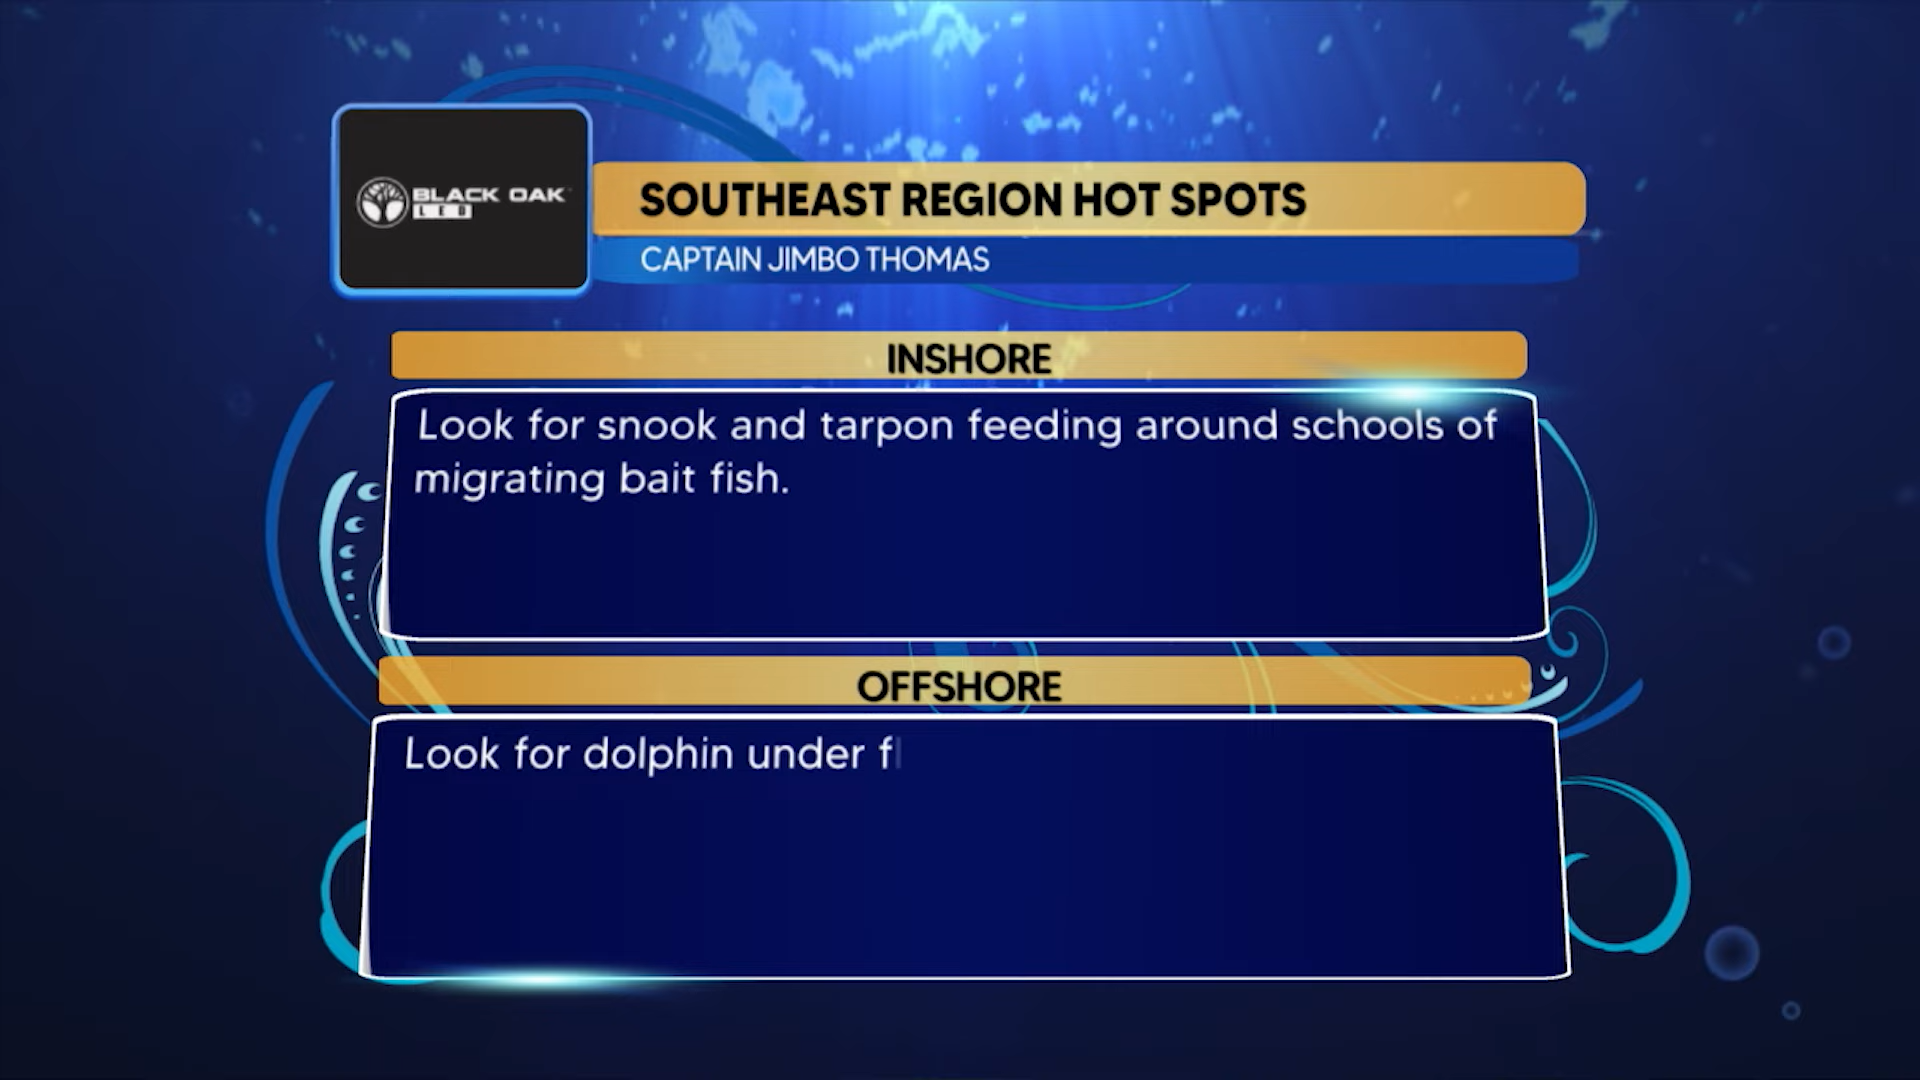 BLACK OAK
LED
SOUTHEAST REGION HOT SPOTS
CAPTAIN JIMBO THOMAS
INSHORE
Look for snook and tarpon feeding around schools of
migrating bait fish.
OFFSHORE
Look for dolphin under fl